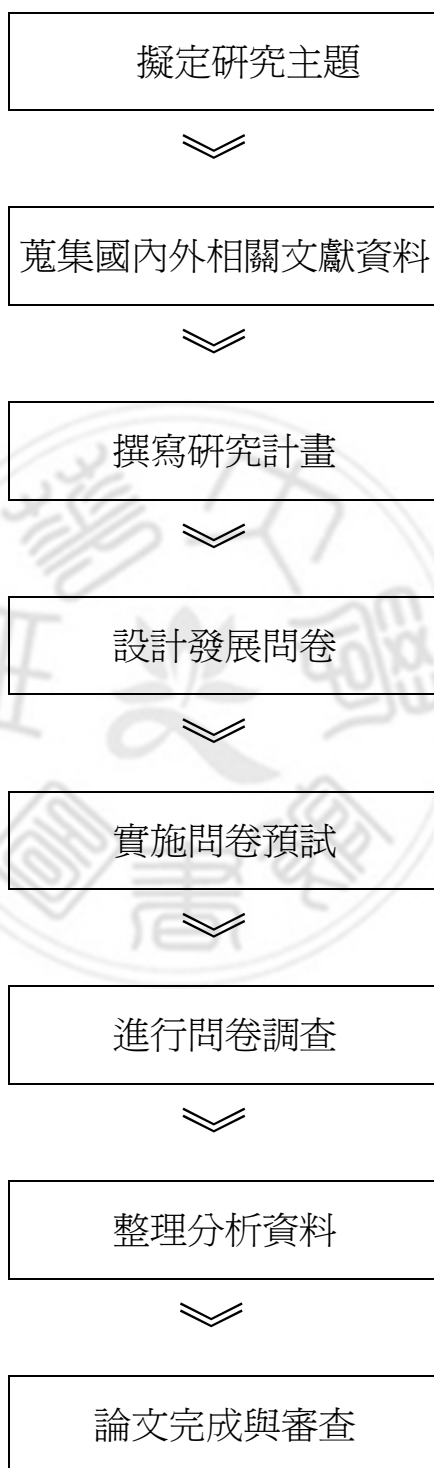 擬定研究主題
蒐集國內外相關文獻資料
撰寫研究計畫
設計發展問卷
實施問卷預試
進行問卷調查
整理分析資料
論文完成與審查